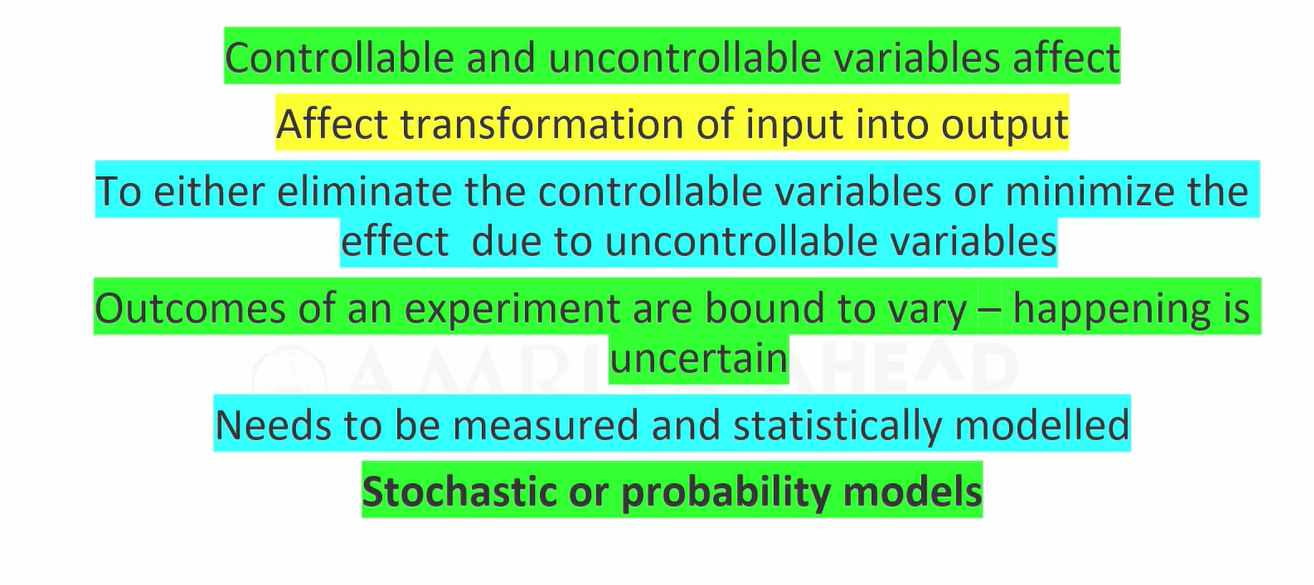 Controllable and uncontrollable variables affect
Affect transformation of input into output
To either eliminate the controllable variables or minimize the
effect due to uncontrollable variables
Outcomes of an experiment are bound to vary – happening is
uncertain
Needs to be measured and statistically modelled
Stochastic or probability models